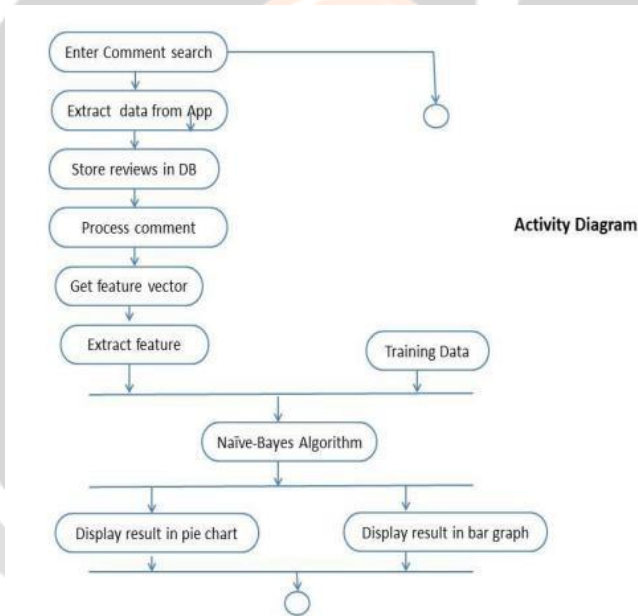 Enter Comment search
Extract data from App
Store reviews in DB
Process comment
Activity Diagram
Get feature vector
Extract feature
Training Data
Naïve-Bayes Algorithm
Display result in pie chart
Display result in bar graph